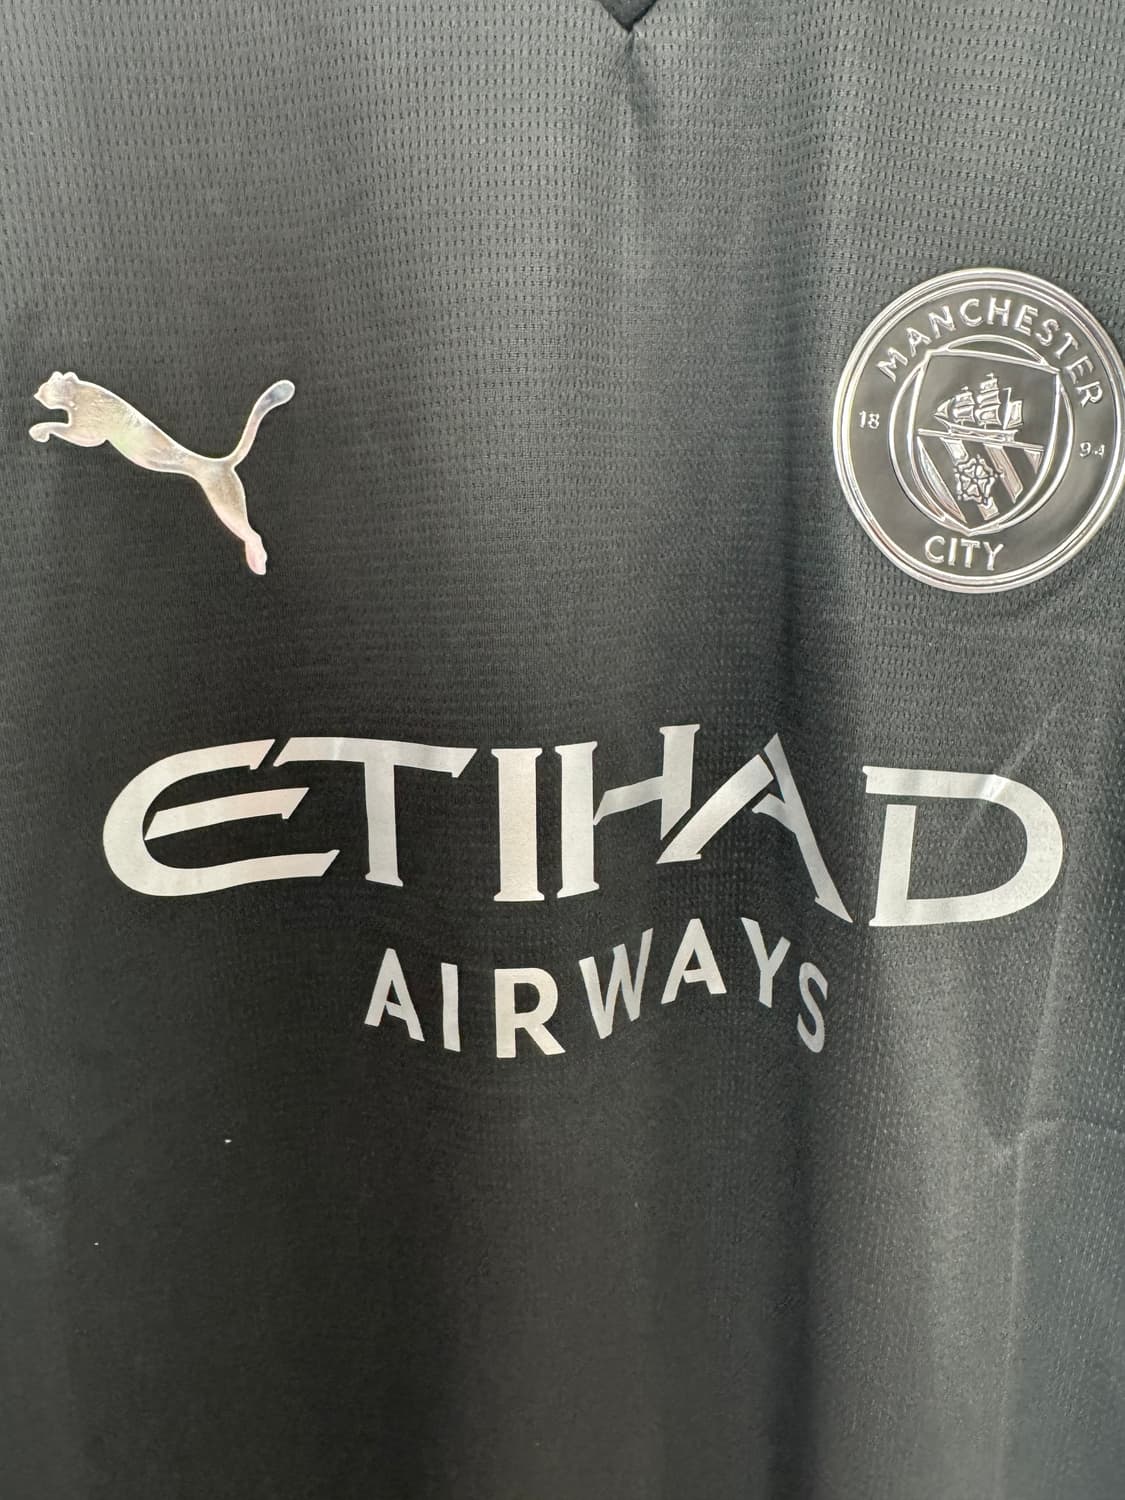 MANCHESTER
18 94
CITY
ETIHAD
AIRWAYS